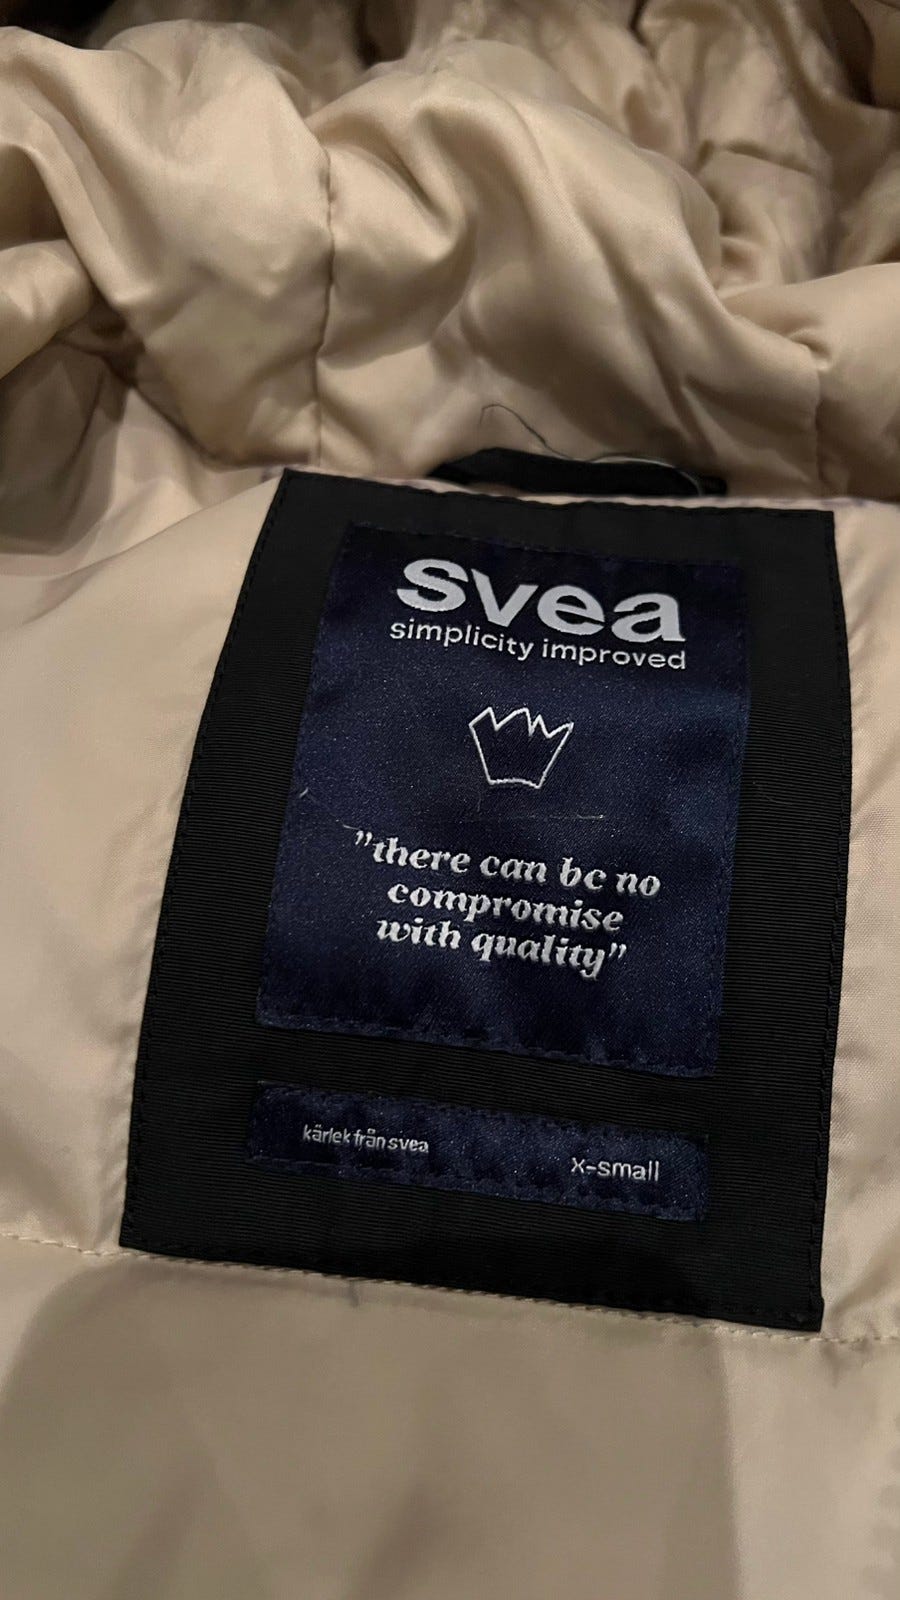 svea
simplicity improved
”there can be no
compromise
with quality”
kärlek från svea
x-small